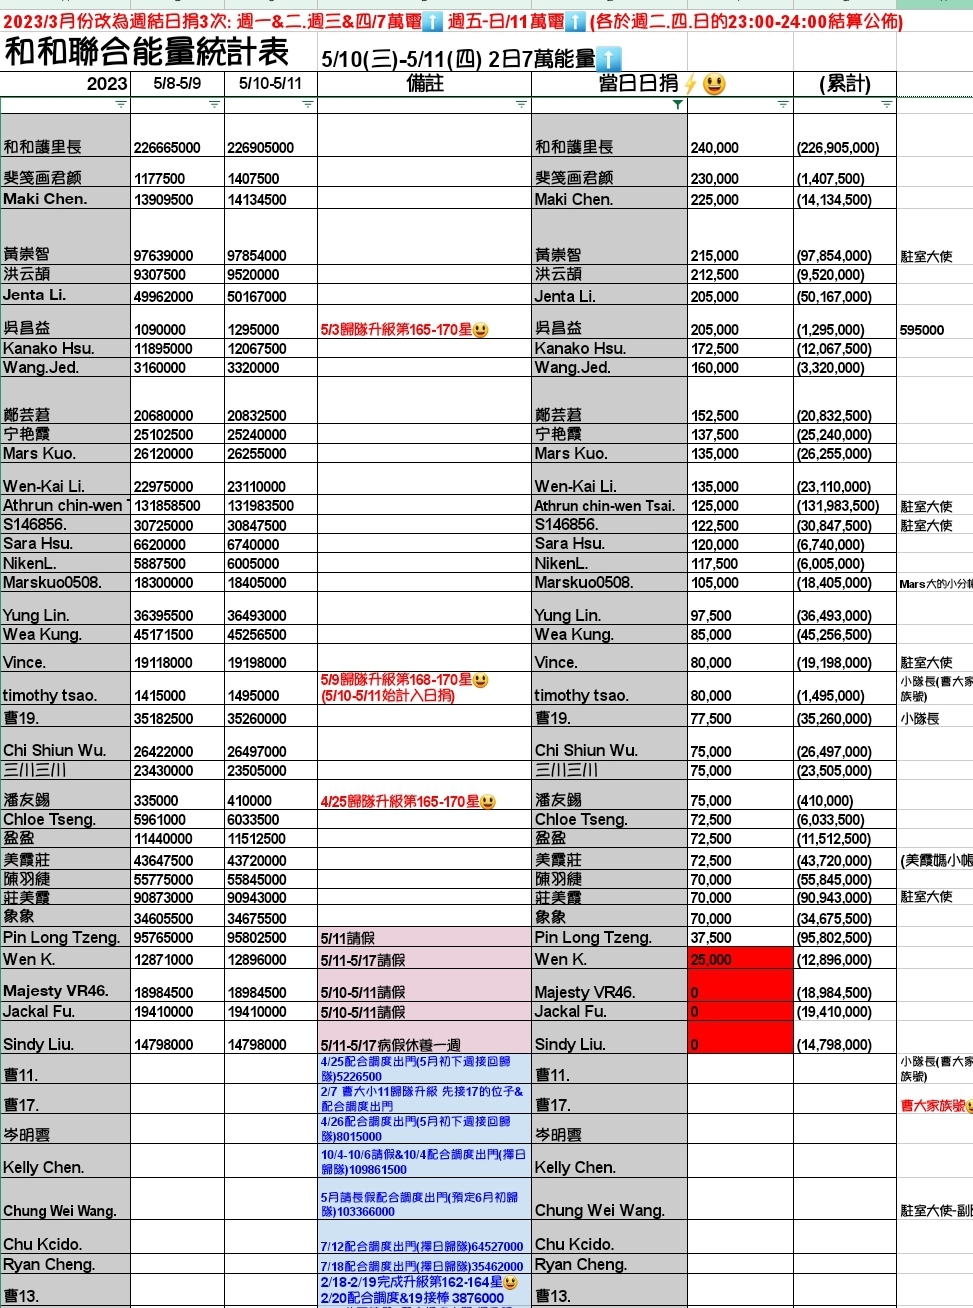 2023/3月份改為週結日捐3次: 週一&二.週三&四/7萬電⬆️ 週五-日/11萬電⬆️ (各於週二.四.日的23:00-24:00結算公佈)
和和聯合能量統計表 5/10(三)-5/11(四) 2日7萬能量⬆️
2023 5/8-5/9 5/10-5/11 備註 當日日捐⚡😃 (累計)
和和護里長 226665000 226905000 和和護里長 240,000 (226,905,000)
斐笺画君颜 1177500 1407500 斐笺画君颜 230,000 (1,407,500)
Maki Chen. 13909500 14134500 Maki Chen. 225,000 (14,134,500)
黃崇智 97639000 97854000 黃崇智 215,000 (97,854,000) 駐室大使
洪云頡 9307500 9520000 洪云頡 212,500 (9,520,000)
Jenta Li. 49962000 50167000 Jenta Li. 205,000 (50,167,000)
吳昌益 1090000 1295000 5/3歸隊升級第165-170星😃 吳昌益 205,000 (1,295,000) 595000
Kanako Hsu. 11895000 12067500 Kanako Hsu. 172,500 (12,067,500)
Wang.Jed. 3160000 3320000 Wang.Jed. 160,000 (3,320,000)
鄭芸莙 20680000 20832500 鄭芸莙 152,500 (20,832,500)
宁艳霞 25102500 25240000 宁艳霞 137,500 (25,240,000)
Mars Kuo. 26120000 26255000 Mars Kuo. 135,000 (26,255,000)
Wen-Kai Li. 22975000 23110000 Wen-Kai Li. 135,000 (23,110,000)
Athrun chin-wen 131858500 131983500 Athrun chin-wen Tsai. 125,000 (131,983,500) 駐室大使
S146856. 30725000 30847500 S146856. 122,500 (30,847,500) 駐室大使
Sara Hsu. 6620000 6740000 Sara Hsu. 120,000 (6,740,000)
NikenL. 5887500 6005000 NikenL. 117,500 (6,005,000)
Marskuo0508. 18300000 18405000 Marskuo0508. 105,000 (18,405,000) Mars大的小分帳
Yung Lin. 36395500 36493000 Yung Lin. 97,500 (36,493,000)
Wea Kung. 45171500 45256500 Wea Kung. 85,000 (45,256,500)
Vince. 19118000 19198000 Vince. 80,000 (19,198,000) 駐室大使
timothy tsao. 1415000 1495000 5/9歸隊升級第168-170星😃 timothy tsao. 80,000 (1,495,000) 小隊長(曹大家
(5/10-5/11始計入日捐) 族號)
曹19. 35182500 35260000 曹19. 77,500 (35,260,000) 小隊長
Chi Shiun Wu. 26422000 26497000 Chi Shiun Wu. 75,000 (26,497,000)
三川三川 23430000 23505000 三川三川 75,000 (23,505,000)
潘友錫 335000 410000 4/25歸隊升級第165-170星😃 潘友錫 75,000 (410,000)
Chloe Tseng. 5961000 6033500 Chloe Tseng. 72,500 (6,033,500)
盈盈 11440000 11512500 盈盈 72,500 (11,512,500)
美霞莊 43647500 43720000 美霞莊 72,500 (43,720,000) (美霞媽小帳
陳羽緁 55775000 55845000 陳羽緁 70,000 (55,845,000)
莊美霞 90873000 90943000 莊美霞 70,000 (90,943,000) 駐室大使
象象 34605500 34675500 象象 70,000 (34,675,500)
Pin Long Tzeng. 95765000 95802500 5/11請假 Pin Long Tzeng. 37,500 (95,802,500)
Wen K. 12871000 12896000 5/11-5/17請假 Wen K. 25,000 (12,896,000)
Majesty VR46. 18984500 18984500 5/10-5/11請假 Majesty VR46. 0 (18,984,500)
Jackal Fu. 19410000 19410000 5/10-5/11請假 Jackal Fu. 0 (19,410,000)
Sindy Liu. 14798000 14798000 5/11-5/17病假休養一週 Sindy Liu. 0 (14,798,000)
曹11. 4/25配合調度出門(5月初下週接回歸 曹11. 小隊長(曹大家
隊)5226500 族號)
曹17. 2/7 曹大小11歸隊升級 先接17的位子& 曹17. 曹大家族號😃
配合調度出門
岑明雲 4/26配合調度出門(5月初下週接回歸 岑明雲
隊)8015000
Kelly Chen. 10/4-10/6請假&10/4配合調度出門(擇日 Kelly Chen.
歸隊)109861500
Chung Wei Wang. 5月請長假配合調度出門(預定6月初歸 Chung Wei Wang. 駐室大使-副
隊)103366000
Chu Kcido. 7/12配合調度出門(擇日歸隊)64527000 Chu Kcido.
Ryan Cheng. 7/18配合調度出門(擇日歸隊)35462000 Ryan Cheng.
曹13. 2/18-2/19完成升級第162-164星😃 曹13.
2/20配合調度&19接棒 3876000